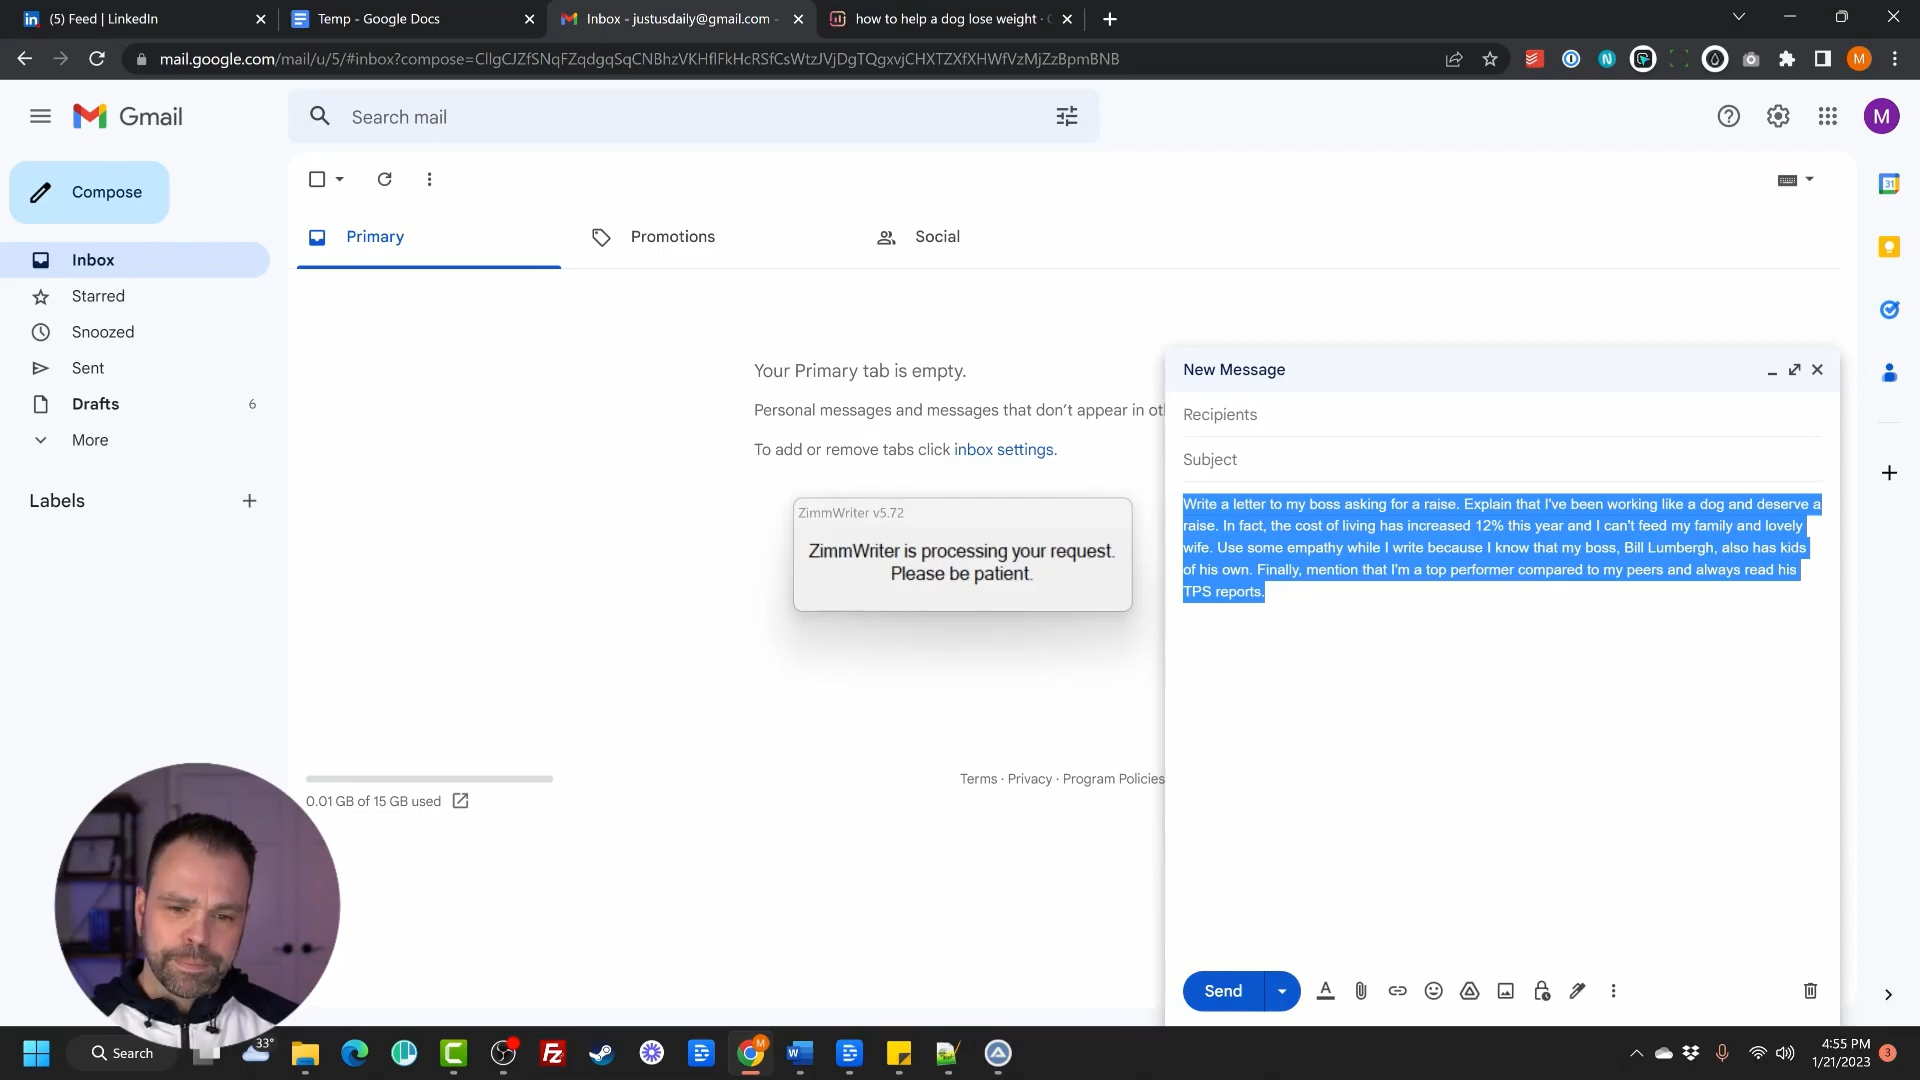 (5) Feed | LinkedIn
Temp - Google Docs
Inbox - justusdaily@gmail.com -
how to help a dog lose weight ·
mail.google.com/mail/u/5/#inbox?compose=CllgCJZfSNqFZqdgqSqCNBhzVKHflFkHcRSfCsWtzJVjDgTQgxvjCHXTZXfXHWfVzMjZzBpmBNB
N
M
Gmail
Search mail
M
Compose
31
Primary
Promotions
Social
Inbox
Starred
Snoozed
Sent
Drafts
6
More
Labels
Your Primary tab is empty.
Personal messages and messages that don't appear in
To add or remove tabs click inbox settings.
ZimmWriter v5.72
ZimmWriter is processing your request.
Please be patient.
New Message
Recipients
Subject
Write a letter to my boss asking for a raise. Explain that I've been working like a dog and deserve a
raise. In fact, the cost of living has increased 12% this year and I can't feed my family and lovely
wife. Use some empathy while I write because I know that my boss, Bill Lumbergh, also has kids
of his own. Finally, mention that I'm a top performer compared to my peers and always read his
TPS reports.
0.01 GB of 15 GB used
Terms · Privacy · Program Policies
Send
33°
Search
Fz
M
W
4:55 PM
1/21/2023
3